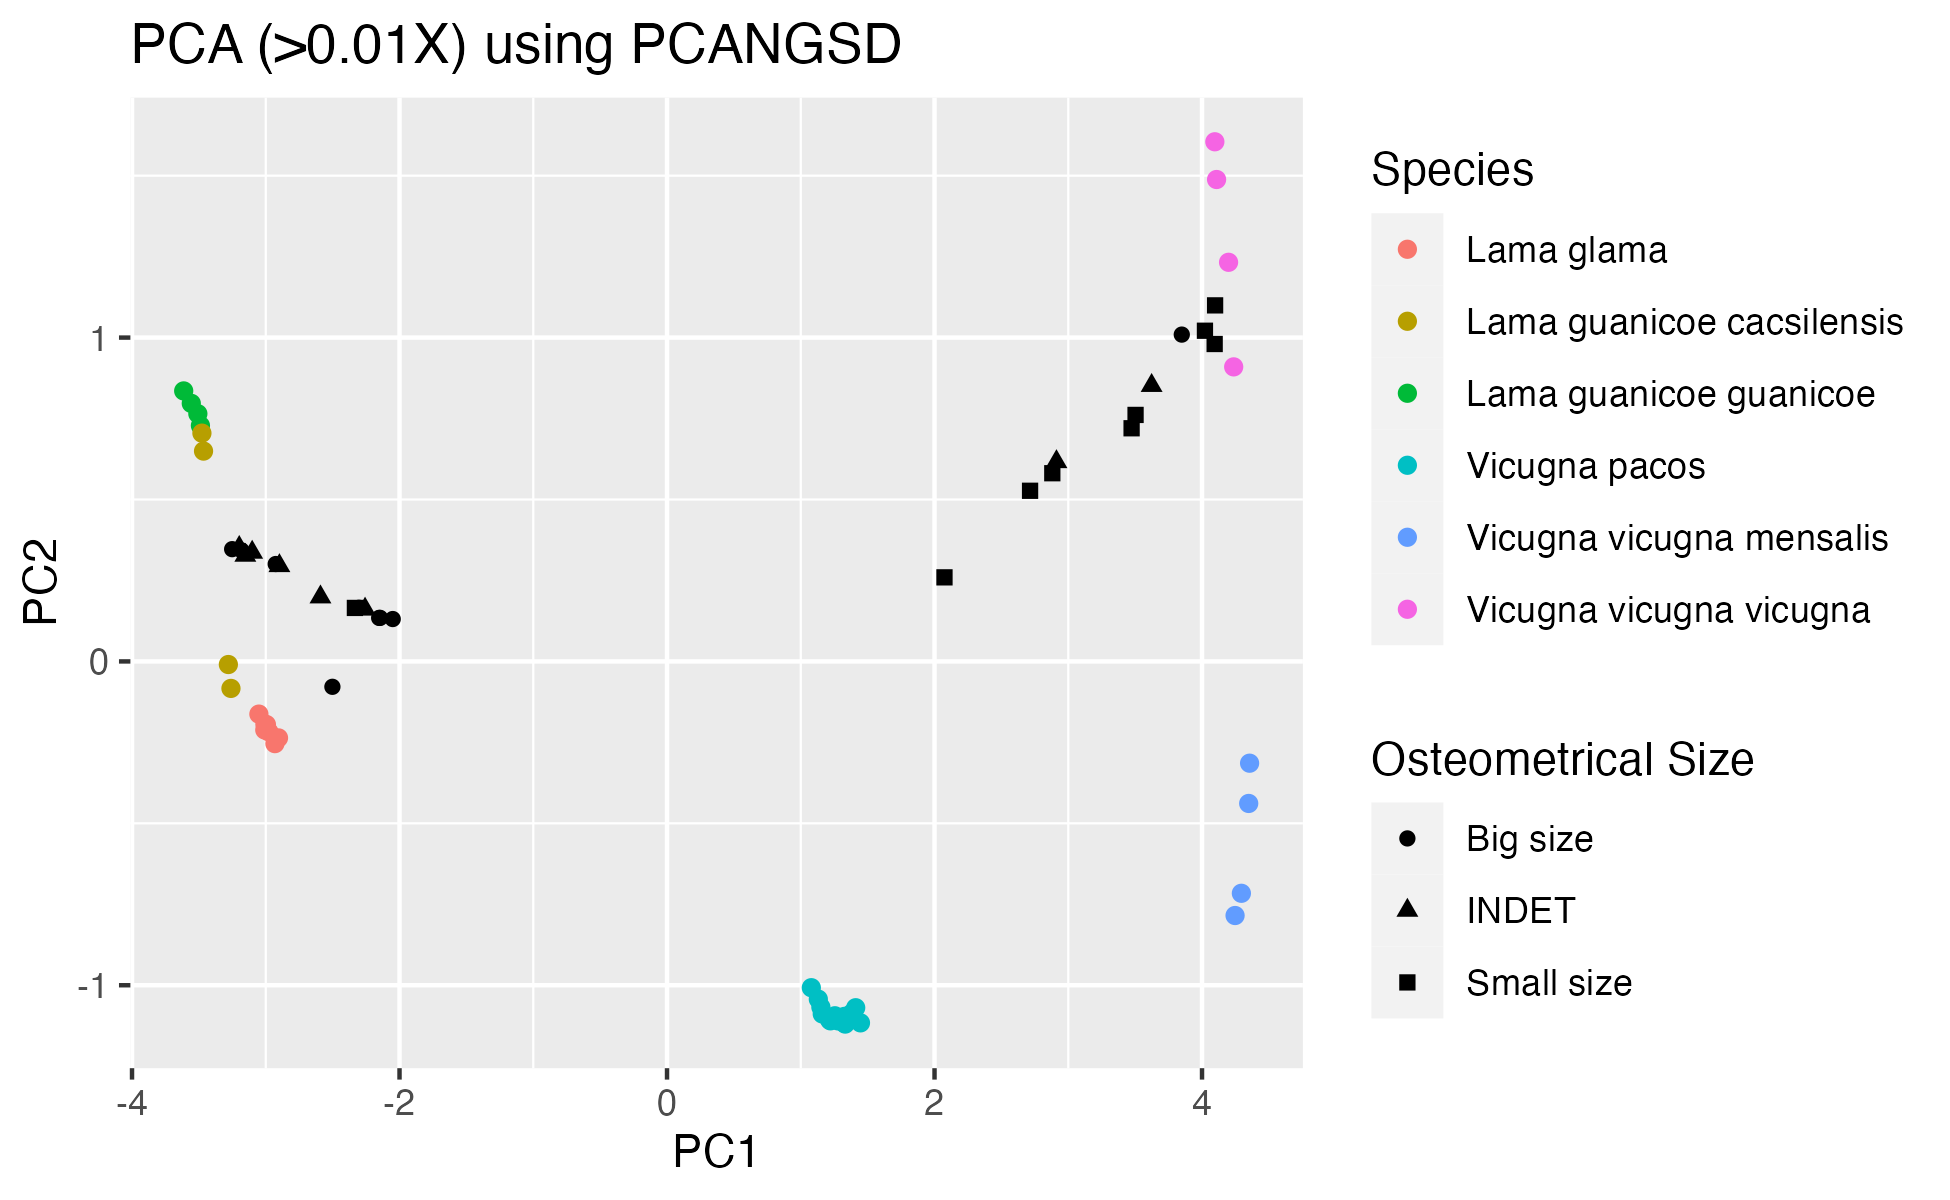 PCA (>0.01X) using PCANGSD
PC2
1
0
-1
-4
-2
0
2
4
PC1
Species
Lama glama
Lama guanicoe cacsilensis
Lama guanicoe guanicoe
Vicugna pacos
Vicugna vicugna mensalis
Vicugna vicugna vicugna
Osteometrical Size
Big size
INDET
Small size